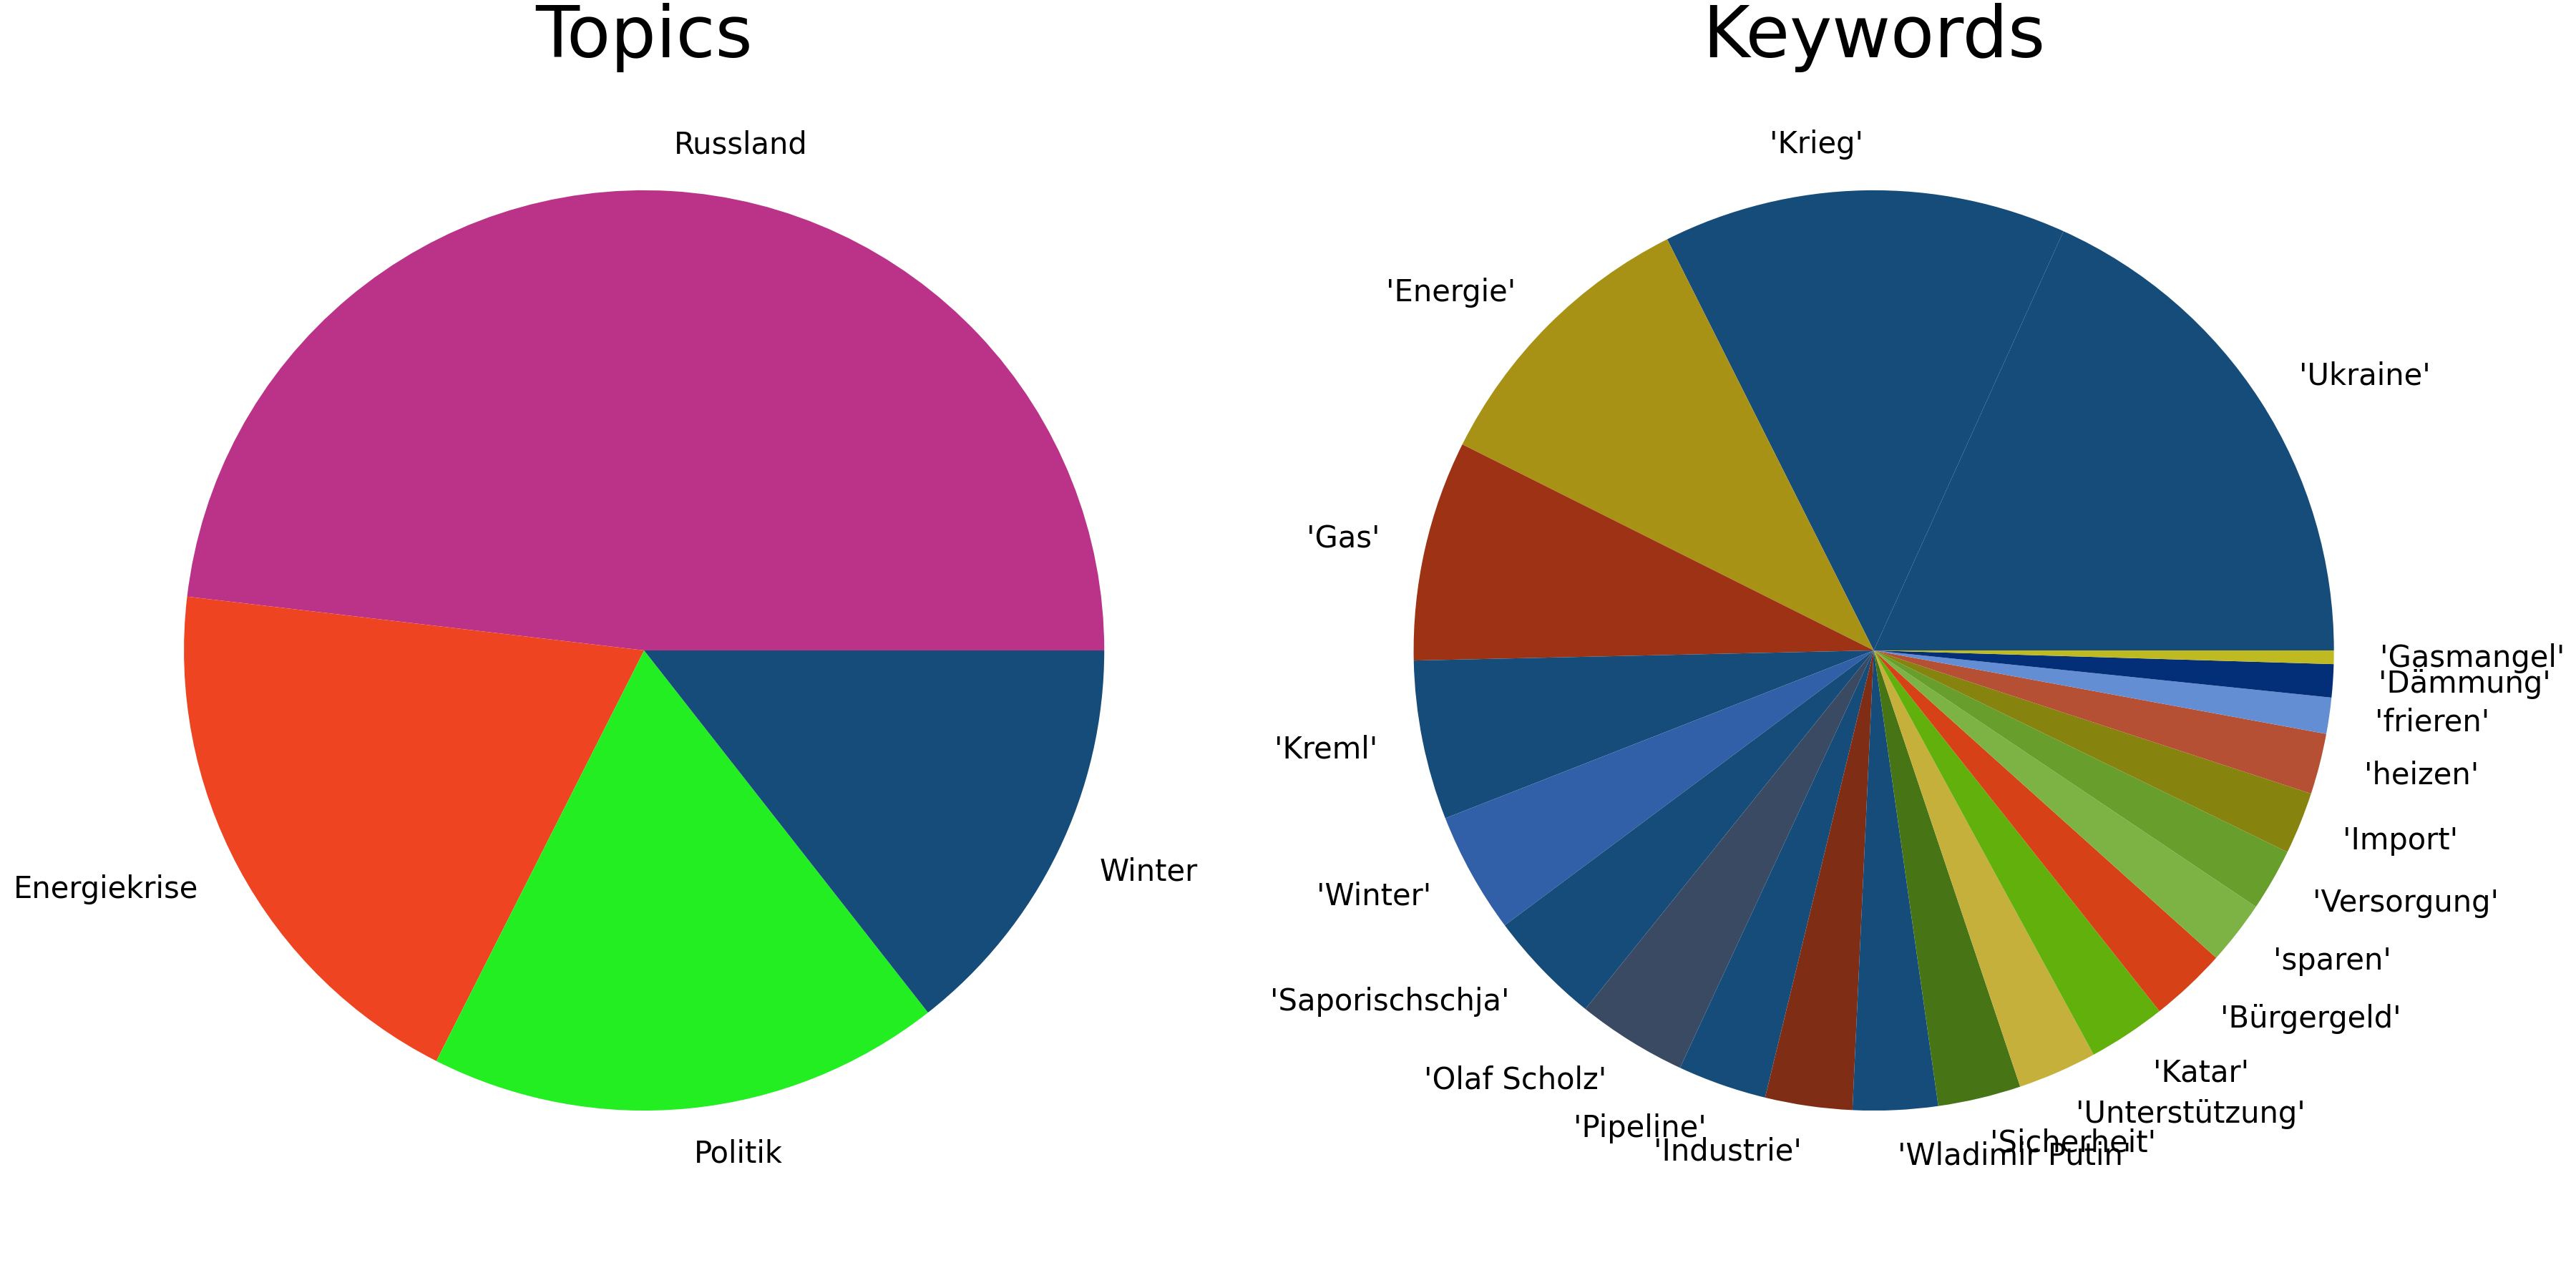 Topics
Russland
Energiekrise
Politik
Winter
Keywords
'Krieg'
'Ukraine'
'Energie'
'Gas'
'Kreml'
'Winter'
'Saporischschja'
'Olaf Scholz'
'Pipeline'
'Industrie'
'Wladimir Putin'
'Sicherheit'
'Unterstützung'
'Katar'
'Bürgergeld'
'sparen'
'Versorgung'
'Import'
'heizen'
'frieren'
'Dämmung'
'Gasmangel'